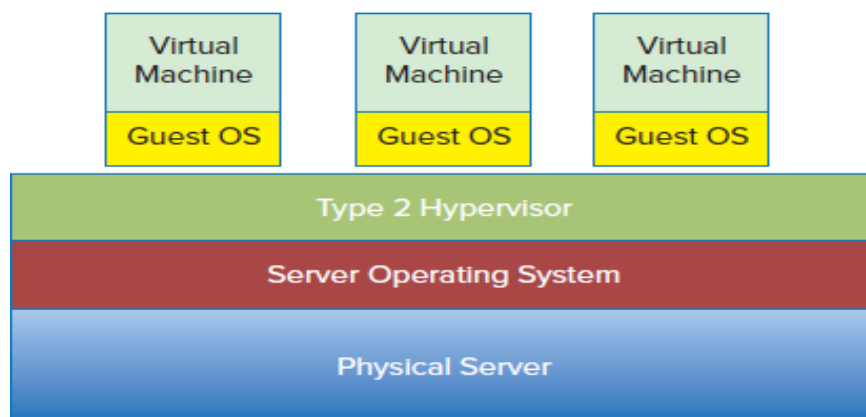 Virtual
Machine
Virtual
Machine
Virtual
Machine
Guest OS
Guest OS
Guest OS
Type 2 Hypervisor
Server Operating System
Physical Server